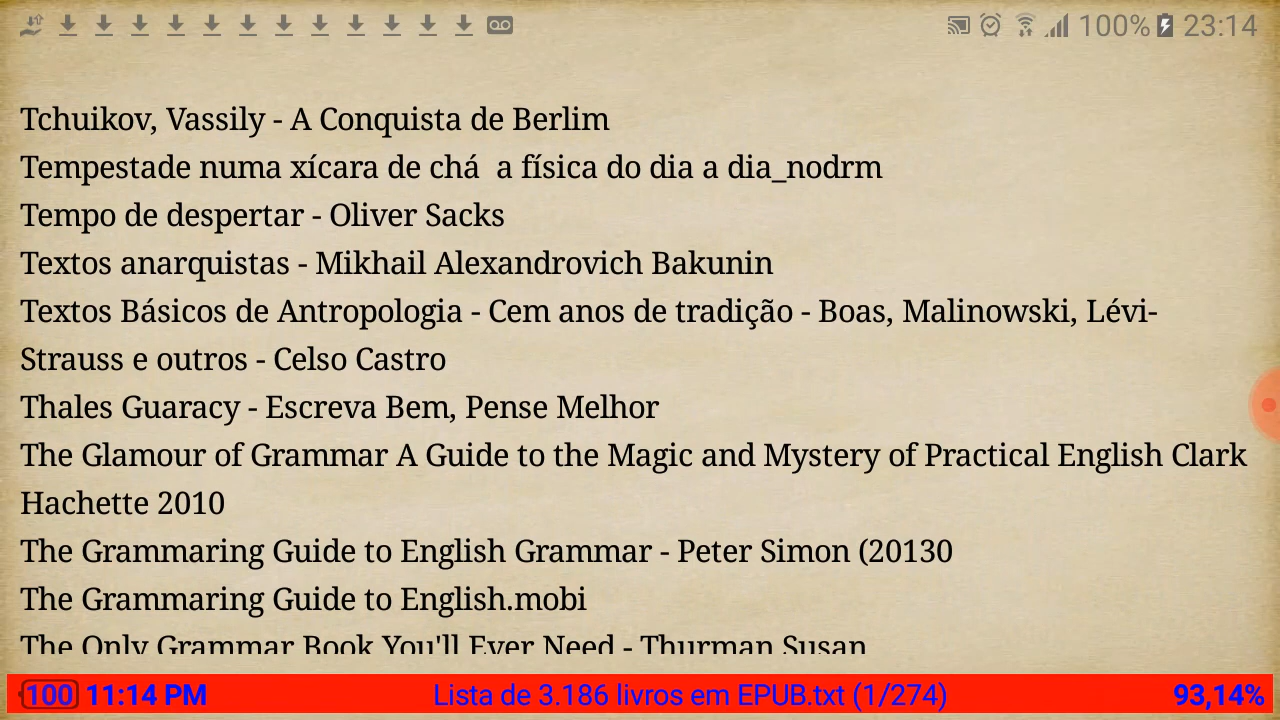 100% 23:14
Tchuikov, Vassily - A Conquista de Berlim
Tempestade numa xícara de chá  a física do dia a dia_nodrm
Tempo de despertar - Oliver Sacks
Textos anarquistas - Mikhail Alexandrovich Bakunin
Textos Básicos de Antropologia - Cem anos de tradição - Boas, Malinowski, Lévi-
Strauss e outros - Celso Castro
Thales Guaracy - Escreva Bem, Pense Melhor
The Glamour of Grammar A Guide to the Magic and Mystery of Practical English Clark
Hachette 2010
The Grammaring Guide to English Grammar - Peter Simon (20130
The Grammaring Guide to English.mobi
The Only Grammar Book You'll Ever Need - Thurman Susan
100 11:14 PM Lista de 3.186 livros em EPUB.txt (1/274) 93,14%